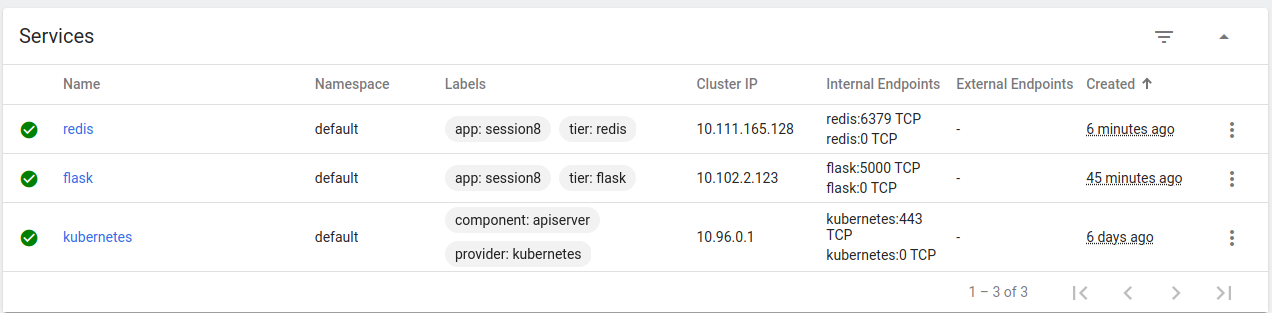 Services
Name Namespace Labels Cluster IP Internal Endpoints External Endpoints Created
redis default app: session8 tier: redis 10.111.165.128 redis:6379 TCP - 6 minutes ago
redis:0 TCP
flask default app: session8 tier: flask 10.102.2.123 flask:5000 TCP - 45 minutes ago
flask:0 TCP
kubernetes default component: apiserver 10.96.0.1 kubernetes:443 - 6 days ago
TCP
provider: kubernetes kubernetes:0 TCP
1 – 3 of 3